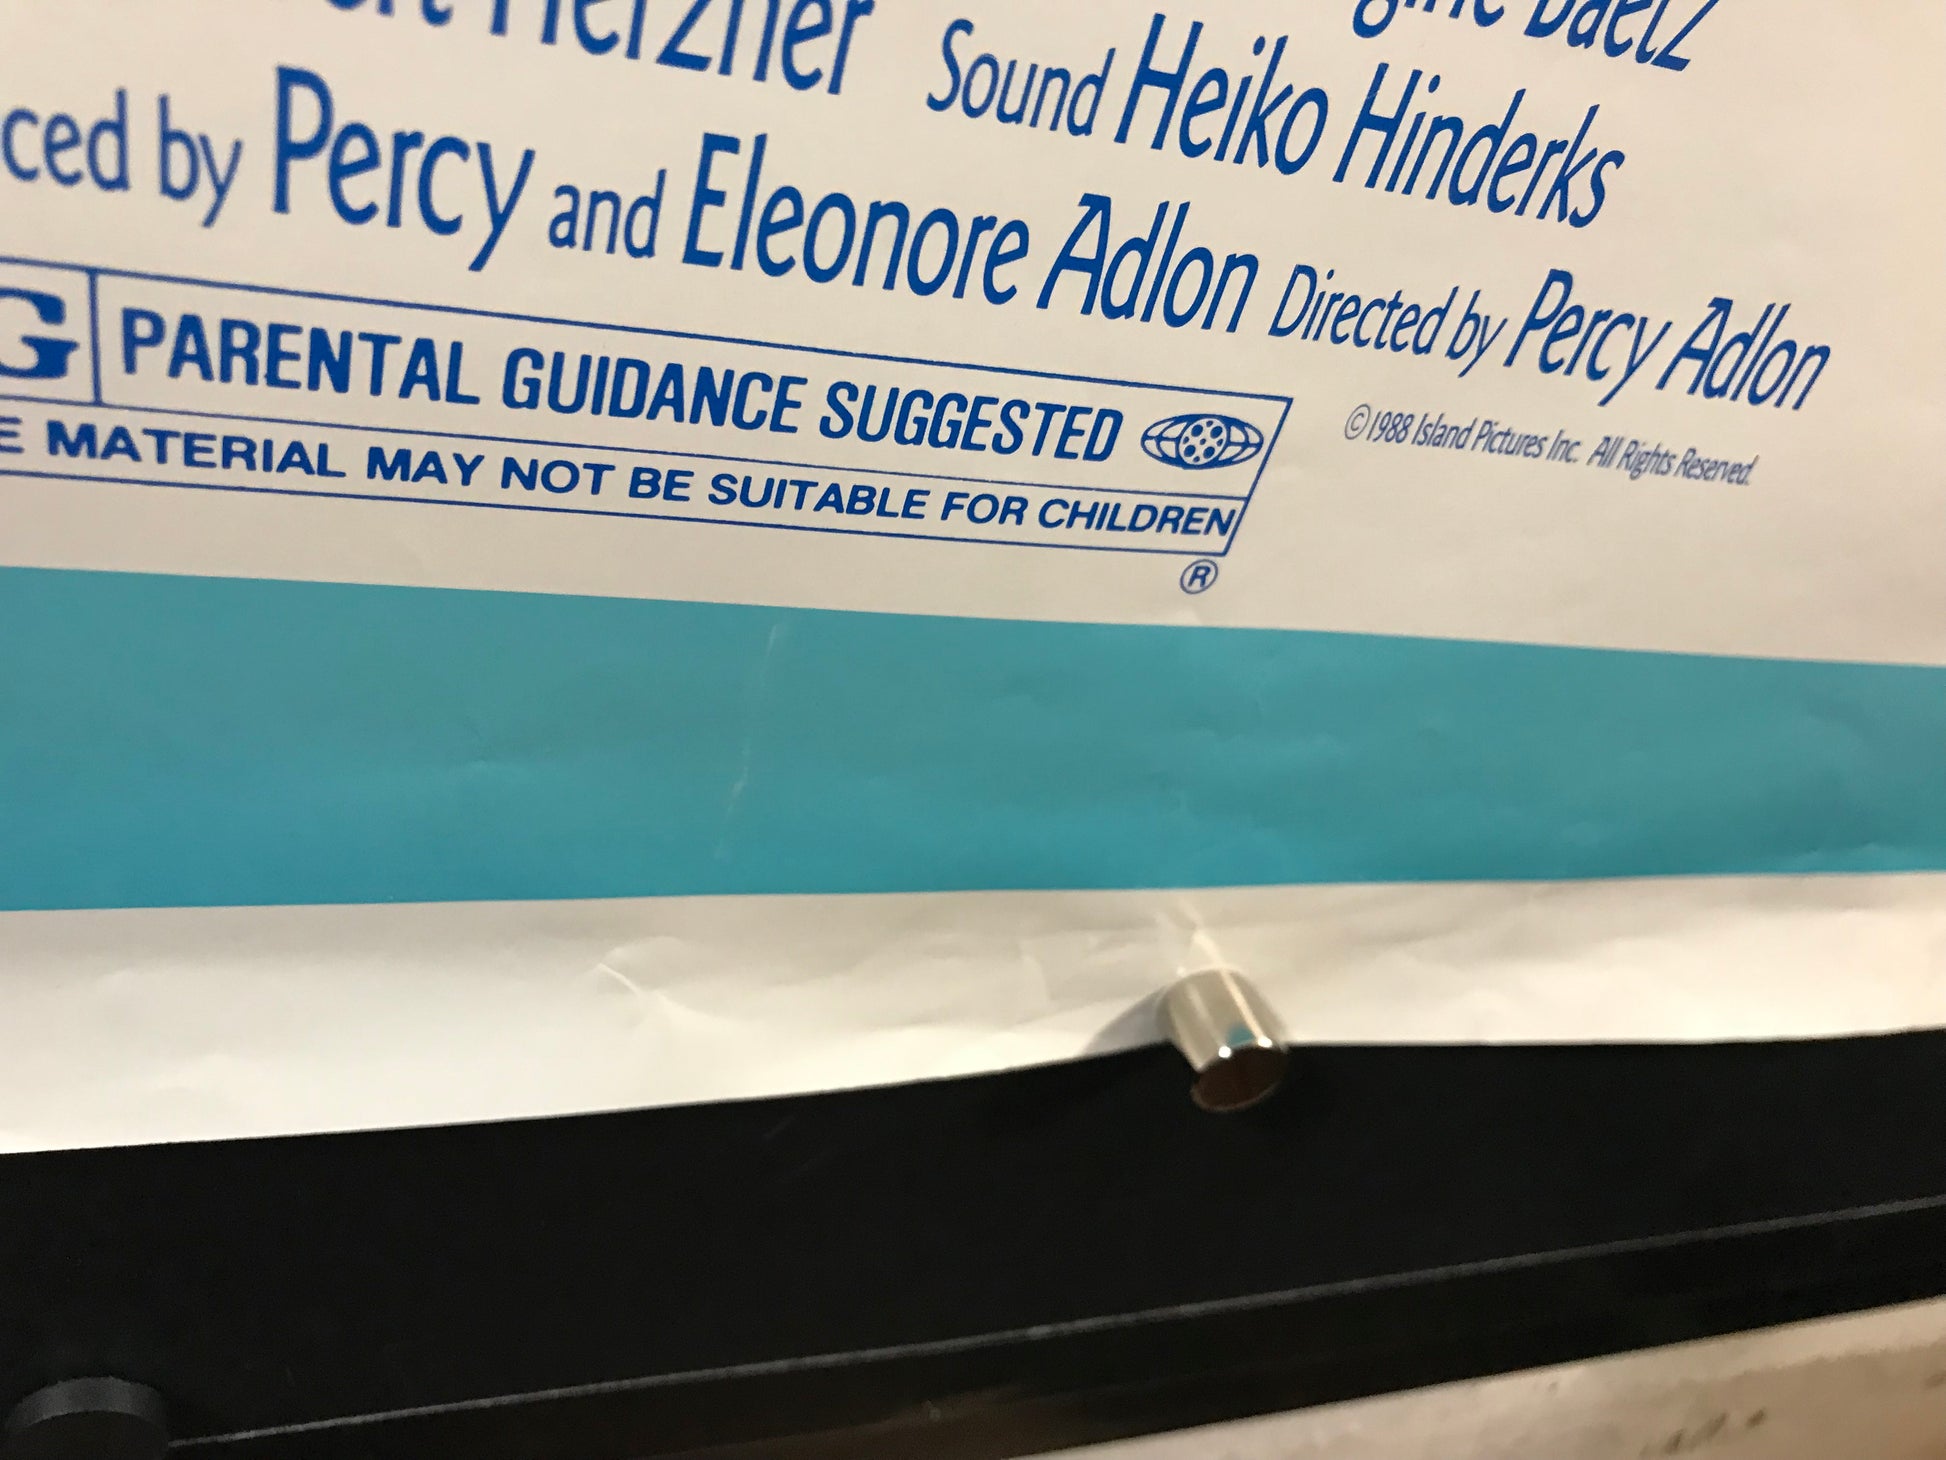 Sound Heiko Hinderks
by Percy and Eleonore Adlon Directed by Percy Adlon
PARENTAL GUIDANCE SUGGESTED
©1988 Island Pictures Inc. All Rights Reserved.
MATERIAL MAY NOT BE SUITABLE FOR CHILDREN
®